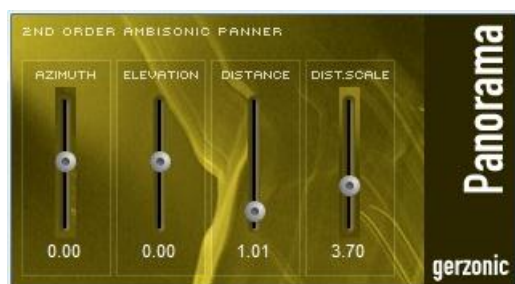 2ND ORDER AMBISONIC PANNER
AZIMUTH
ELEVATION
DISTANCE
DIST.SCALE
0.00
0.00
1.01
3.70
Panorama
gerzonic